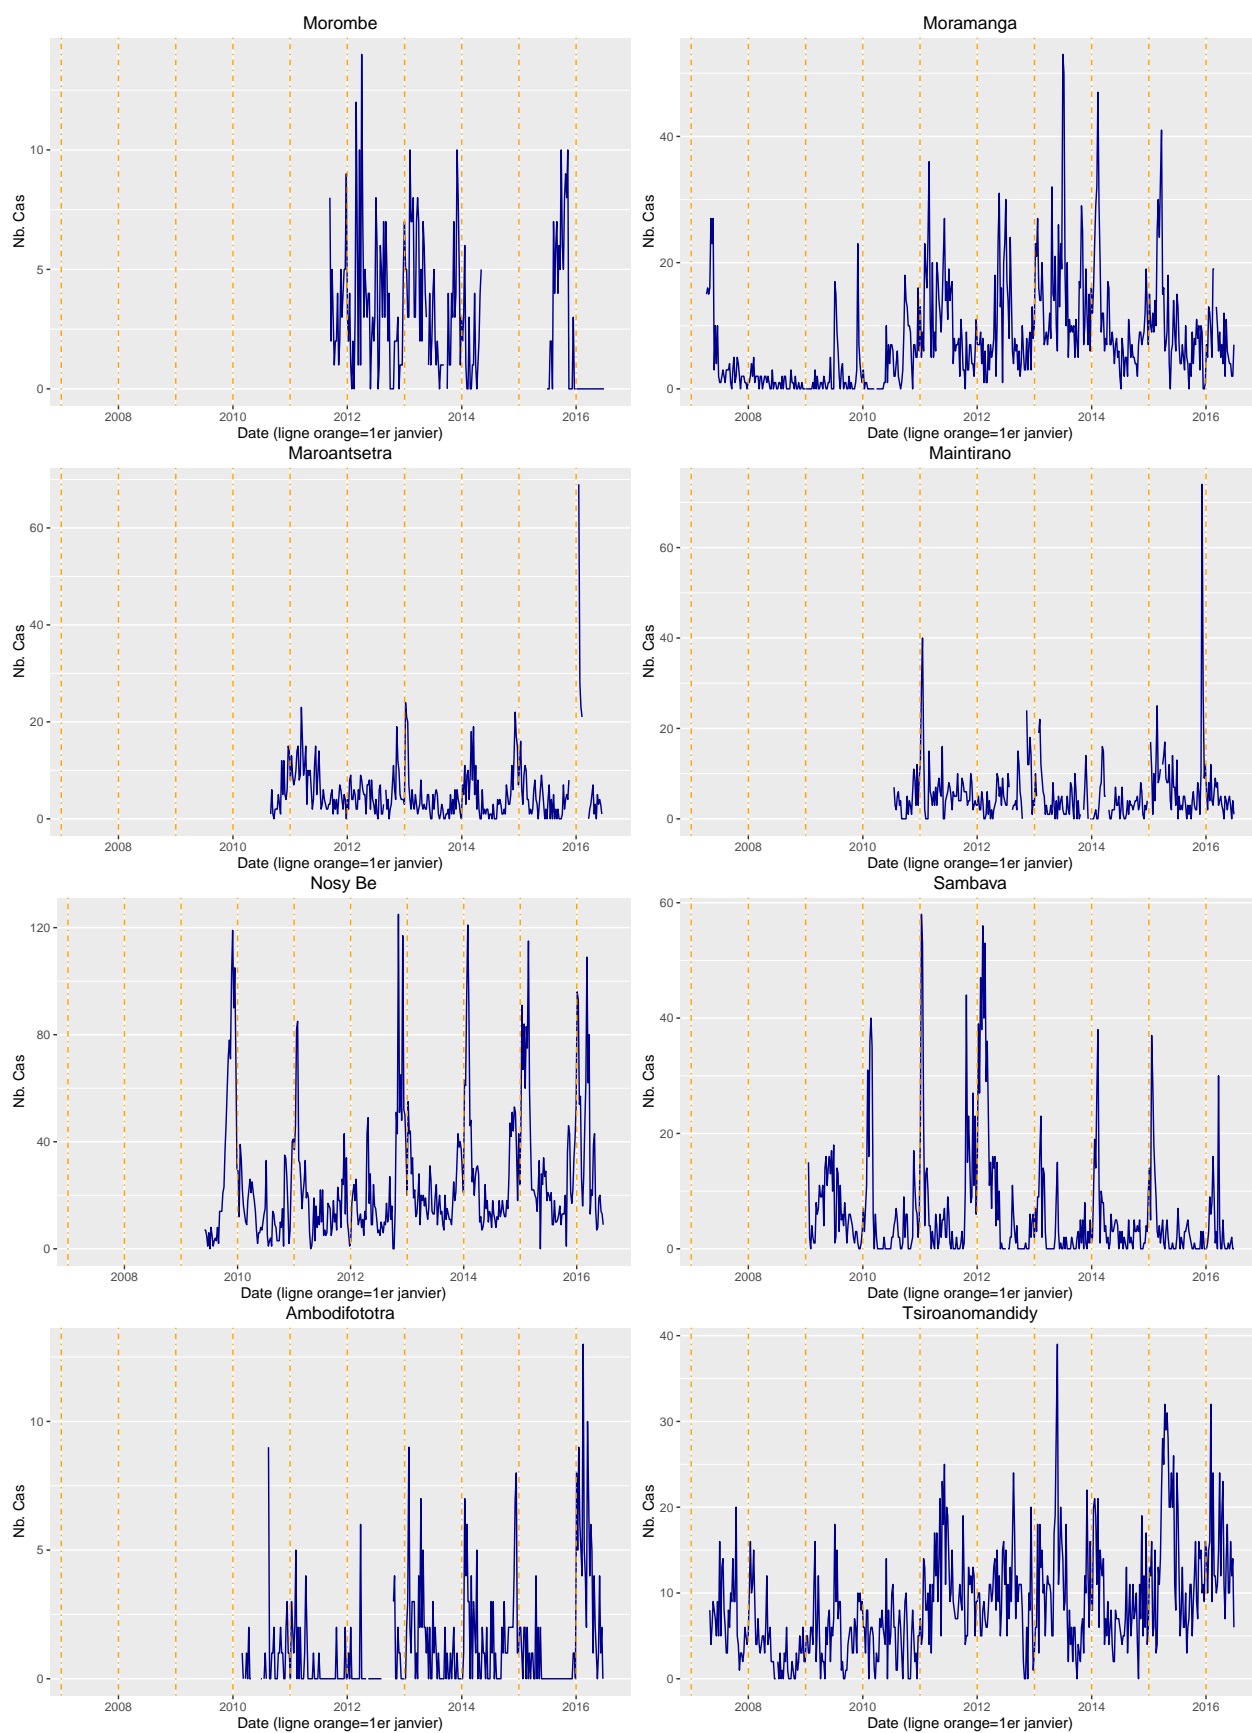 Morombe
Nb. Cas
10
5
0
2008 2010 2012 2014 2016
Date (ligne orange=1er janvier)
Moramanga
Nb. Cas
40
20
0
2008 2010 2012 2014 2016
Date (ligne orange=1er janvier)
Maroantsetra
Nb. Cas
60
40
20
0
2008 2010 2012 2014 2016
Date (ligne orange=1er janvier)
Maintirano
Nb. Cas
60
40
20
0
2008 2010 2012 2014 2016
Date (ligne orange=1er janvier)
Nosy Be
Nb. Cas
120
80
40
0
2008 2010 2012 2014 2016
Date (ligne orange=1er janvier)
Sambava
Nb. Cas
60
40
20
0
2008 2010 2012 2014 2016
Date (ligne orange=1er janvier)
Ambodifototra
Nb. Cas
10
5
0
2008 2010 2012 2014 2016
Date (ligne orange=1er janvier)
Tsiroanomandidy
Nb. Cas
40
30
20
10
0
2008 2010 2012 2014 2016
Date (ligne orange=1er janvier)